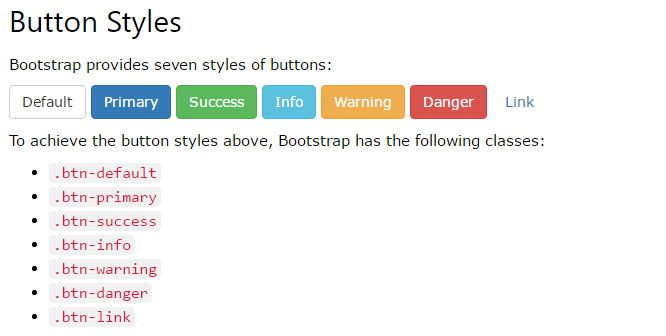 Button Styles
Bootstrap provides seven styles of buttons:
Default Primary Success Info Warning Danger Link
To achieve the button styles above, Bootstrap has the following classes:
.btn-default
.btn-primary
.btn-success
.btn-info
.btn-warning
.btn-danger
.btn-link